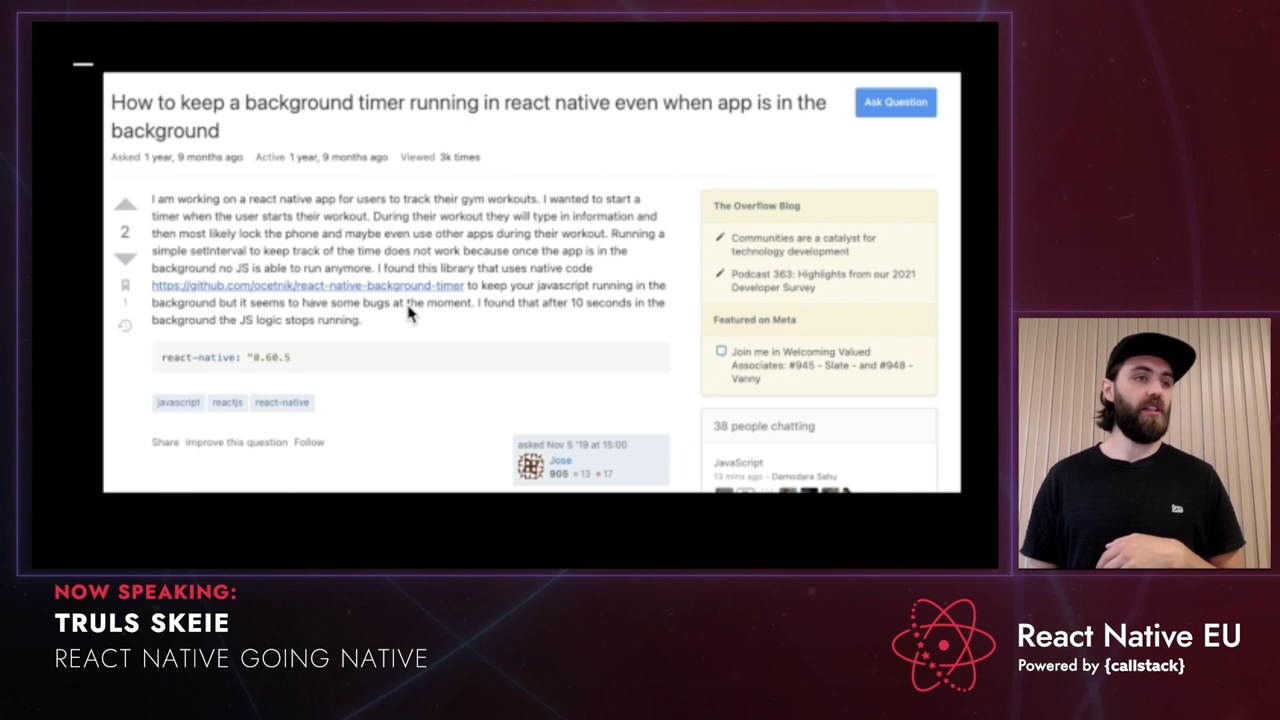 How to keep a background timer running in react native even when app is in the
background
Ask Question
Asked 1 year, 9 months ago Active 1 year, 9 months ago Viewed 3k times
I am working on a react native app for users to track their gym workouts. I wanted to start a
timer when the user starts their workout. During their workout they will type in information and
then most likely lock the phone and maybe even use other apps during their workout. Running a
simple setInterval to keep track of the time does not work because once the app is in the
background no JS is able to run anymore. I found this library that uses native code
https://github.com/ocetnik/react-native-background-timer to keep your javascript running in the
background but it seems to have some bugs at the moment. I found that after 10 seconds in the
background the JS logic stops running.
2
1
react-native: "0.60.5
javascript reactjs react-native
Share Improve this question Follow
asked Nov 5 '19 at 15:00
Jose
905 13 17
The Overflow Blog
Communities are a catalyst for
technology development
Podcast 363: Highlights from our 2021
Developer Survey
Featured on Meta
Join me in Welcoming Valued
Associates: #945 - Slate - and #948 -
Vanny
38 people chatting
JavaScript
13 mins ago - Damodara Sahu
Lee
NOW SPEAKING:
TRULS SKEIE
REACT NATIVE GOING NATIVE
React Native EU
Powered by {callstack}